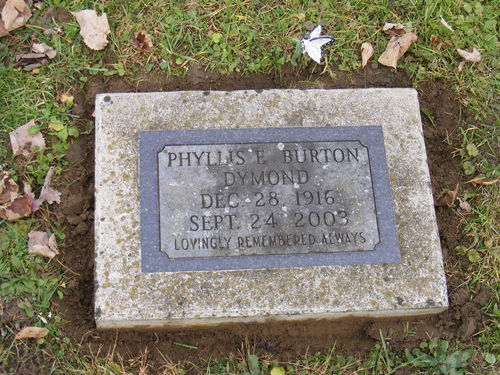 PHYLLIS E. BURTON
DYMOND
DEC. 28. 1916
SEPT. 24 2003
LOVINGLY REMEMBERED ALWAYS